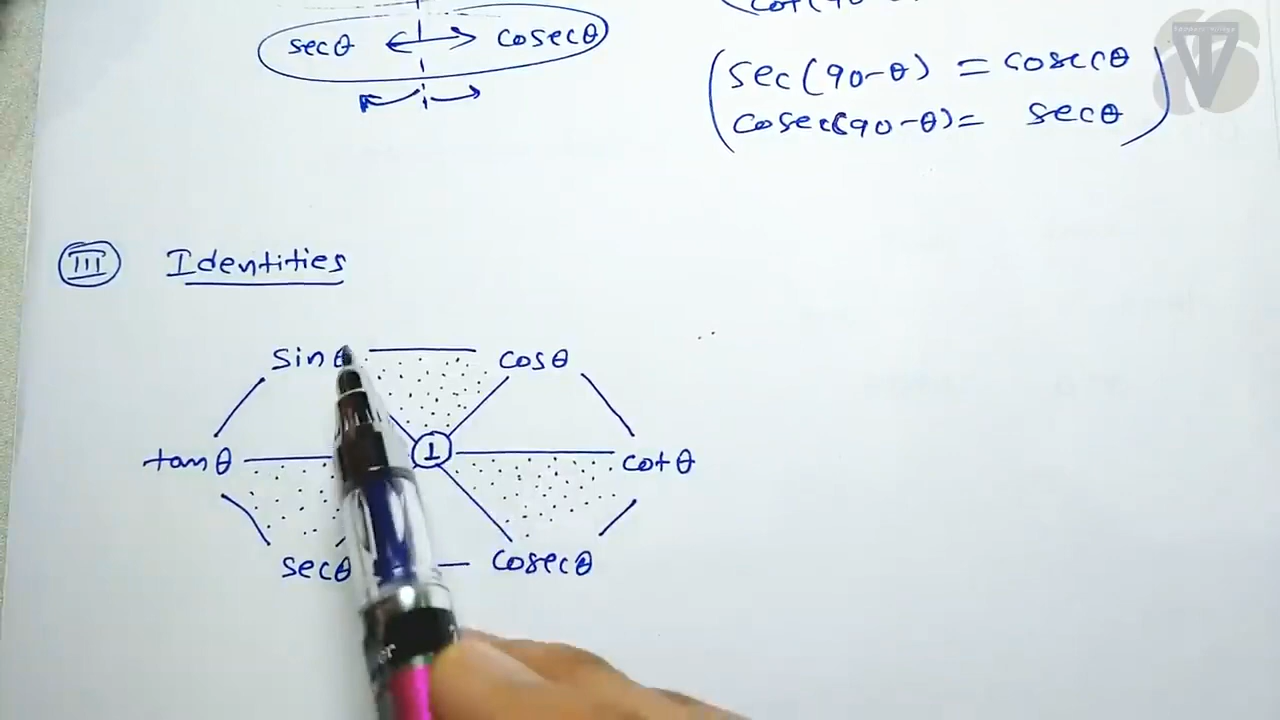 secθ ↔ cosecθ
sec(90-θ) = cosecθ
cosec(90-θ) = secθ
III Identities
sinθ cosθ
tanθ 1 cotθ
secθ cosecθ